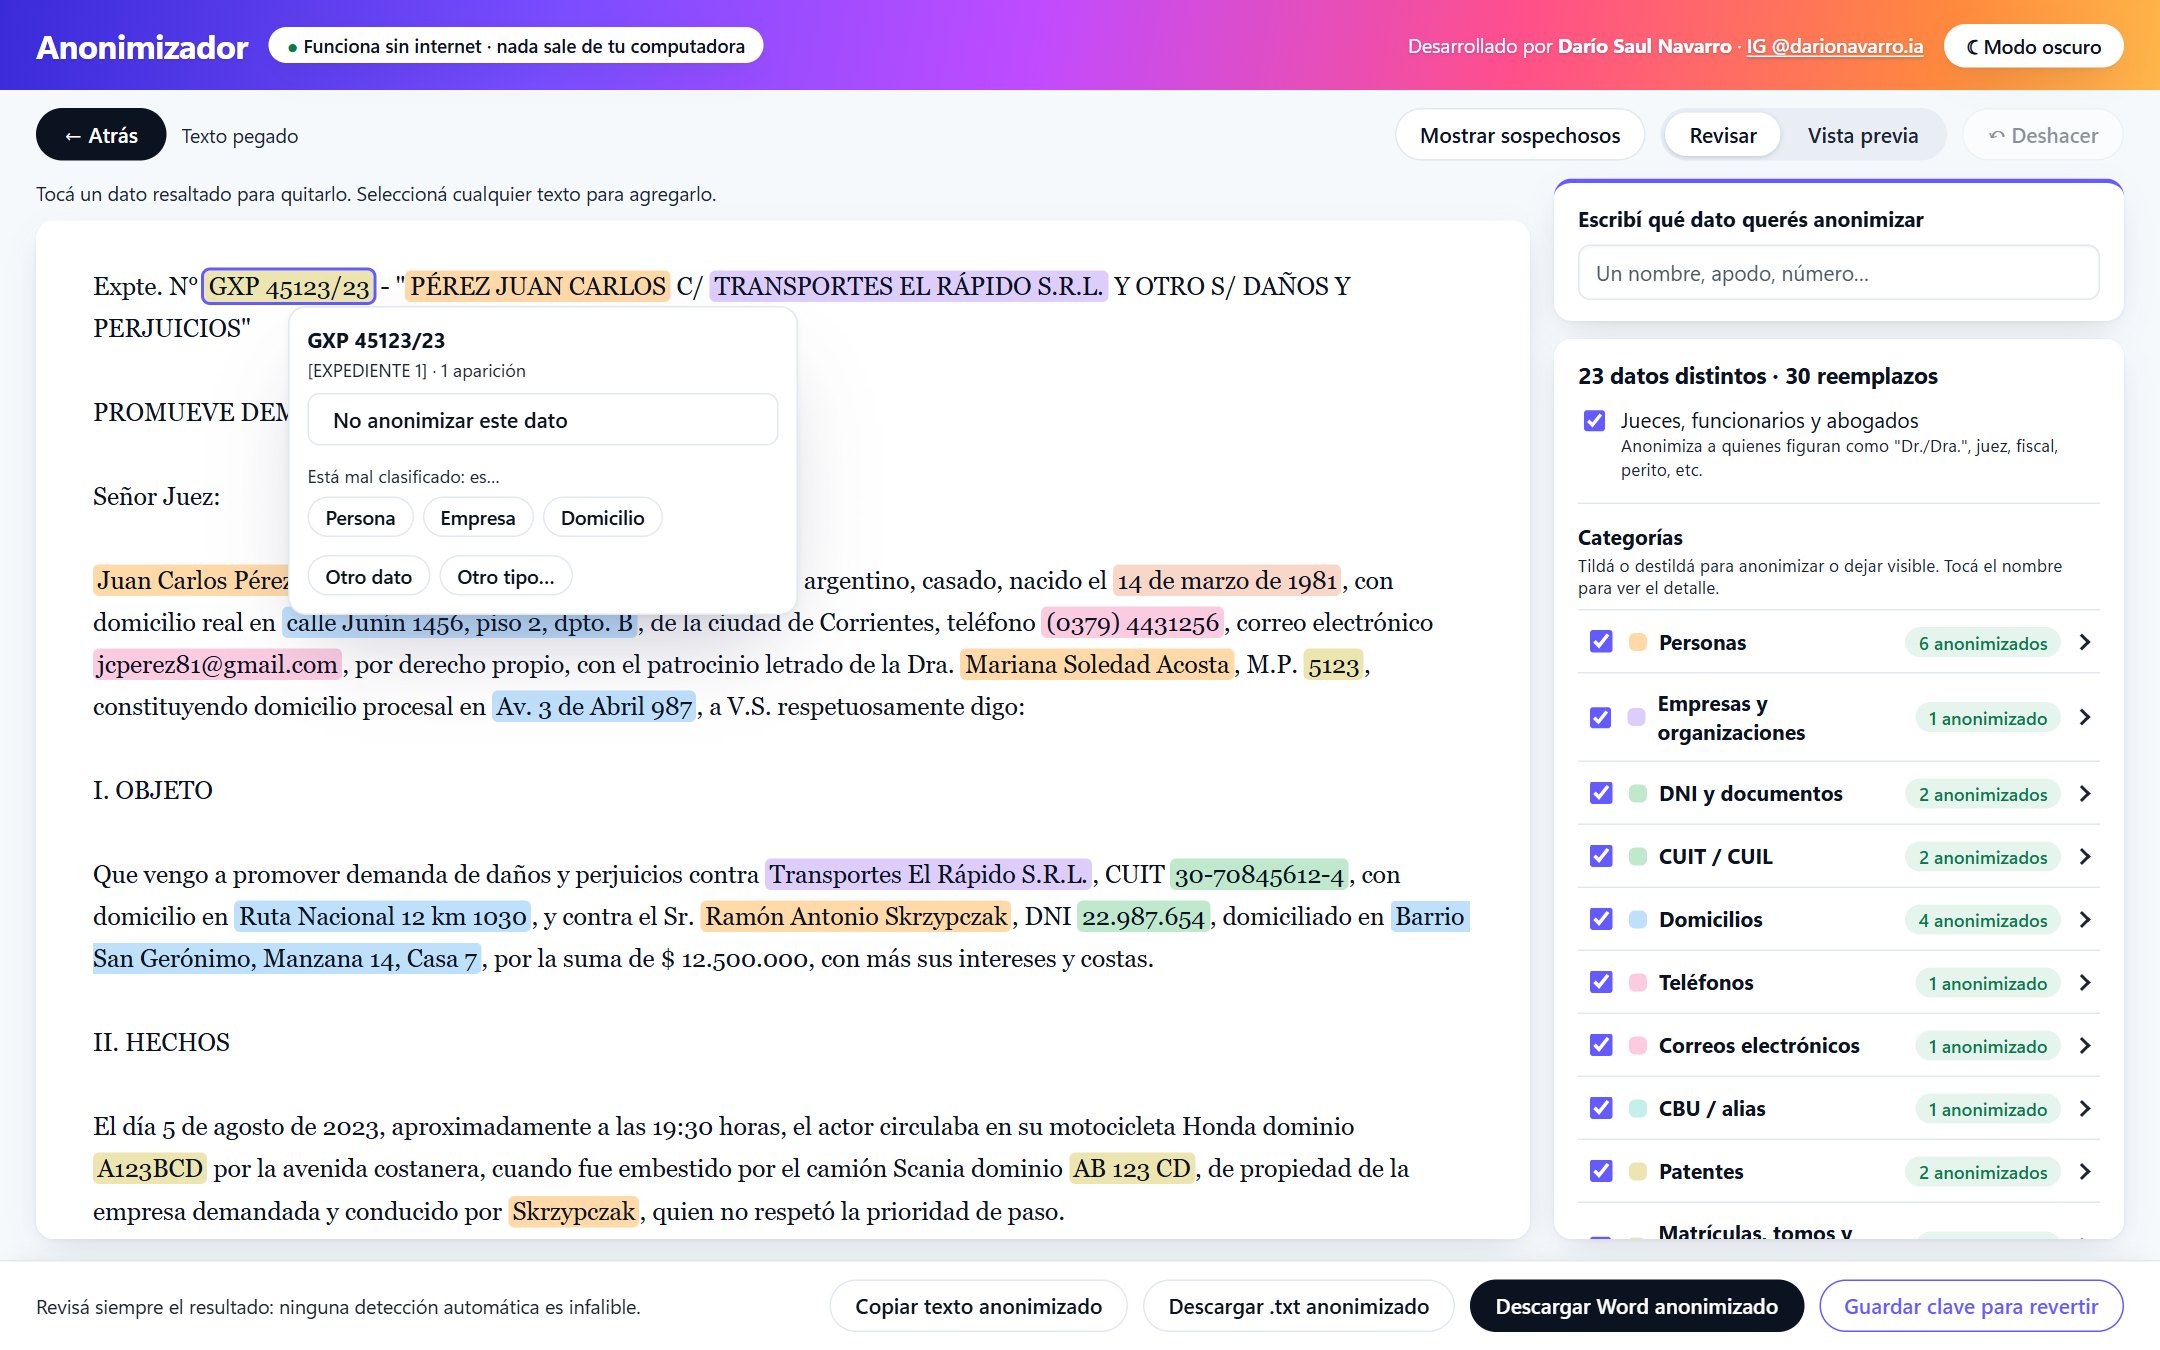 Anonimizador
● Funciona sin internet · nada sale de tu computadora
Desarrollado por Darío Saul Navarro · IG @darionavarro.ia
☾ Modo oscuro
← Atrás
Texto pegado
Mostrar sospechosos
Revisar
Vista previa
↶ Deshacer
Tocá un dato resaltado para quitarlo. Seleccioná cualquier texto para agregarlo.
Expte. Nº GXP 45123/23 - "PÉREZ JUAN CARLOS C/ TRANSPORTES EL RÁPIDO S.R.L. Y OTRO S/ DAÑOS Y
PERJUICIOS"
GXP 45123/23
[EXPEDIENTE 1] · 1 aparición
No anonimizar este dato
Está mal clasificado: es...
Persona
Empresa
Domicilio
Otro dato
Otro tipo...
PROMUEVE DEM
Señor Juez:
Juan Carlos Pérez argentino, casado, nacido el 14 de marzo de 1981, con
domicilio real en calle Junín 1456, piso 2, dpto. B, de la ciudad de Corrientes, teléfono (0379) 4431256, correo electrónico
jcperez81@gmail.com, por derecho propio, con el patrocinio letrado de la Dra. Mariana Soledad Acosta, M.P. 5123,
constituyendo domicilio procesal en Av. 3 de Abril 987, a V.S. respetuosamente digo:
I. OBJETO
Que vengo a promover demanda de daños y perjuicios contra Transportes El Rápido S.R.L., CUIT 30-70845612-4, con
domicilio en Ruta Nacional 12 km 1030, y contra el Sr. Ramón Antonio Skrzypczak, DNI 22.987.654, domiciliado en Barrio
San Gerónimo, Manzana 14, Casa 7, por la suma de $ 12.500.000, con más sus intereses y costas.
II. HECHOS
El día 5 de agosto de 2023, aproximadamente a las 19:30 horas, el actor circulaba en su motocicleta Honda dominio
A123BCD por la avenida costanera, cuando fue embestido por el camión Scania dominio AB 123 CD, de propiedad de la
empresa demandada y conducido por Skrzypczak, quien no respetó la prioridad de paso.
Escribí qué dato querés anonimizar
Un nombre, apodo, número...
23 datos distintos · 30 reemplazos
Jueces, funcionarios y abogados
Anonimiza a quienes figuran como "Dr./Dra.", juez, fiscal,
perito, etc.
Categorías
Tildá o destildá para anonimizar o dejar visible. Tocá el nombre
para ver el detalle.
Personas
6 anonimizados
Empresas y
organizaciones
1 anonimizado
DNI y documentos
2 anonimizados
CUIT / CUIL
2 anonimizados
Domicilios
4 anonimizados
Teléfonos
1 anonimizado
Correos electrónicos
1 anonimizado
CBU / alias
1 anonimizado
Patentes
2 anonimizados
Matrículas, tomos y
Revisá siempre el resultado: ninguna detección automática es infalible.
Copiar texto anonimizado
Descargar .txt anonimizado
Descargar Word anonimizado
Guardar clave para revertir